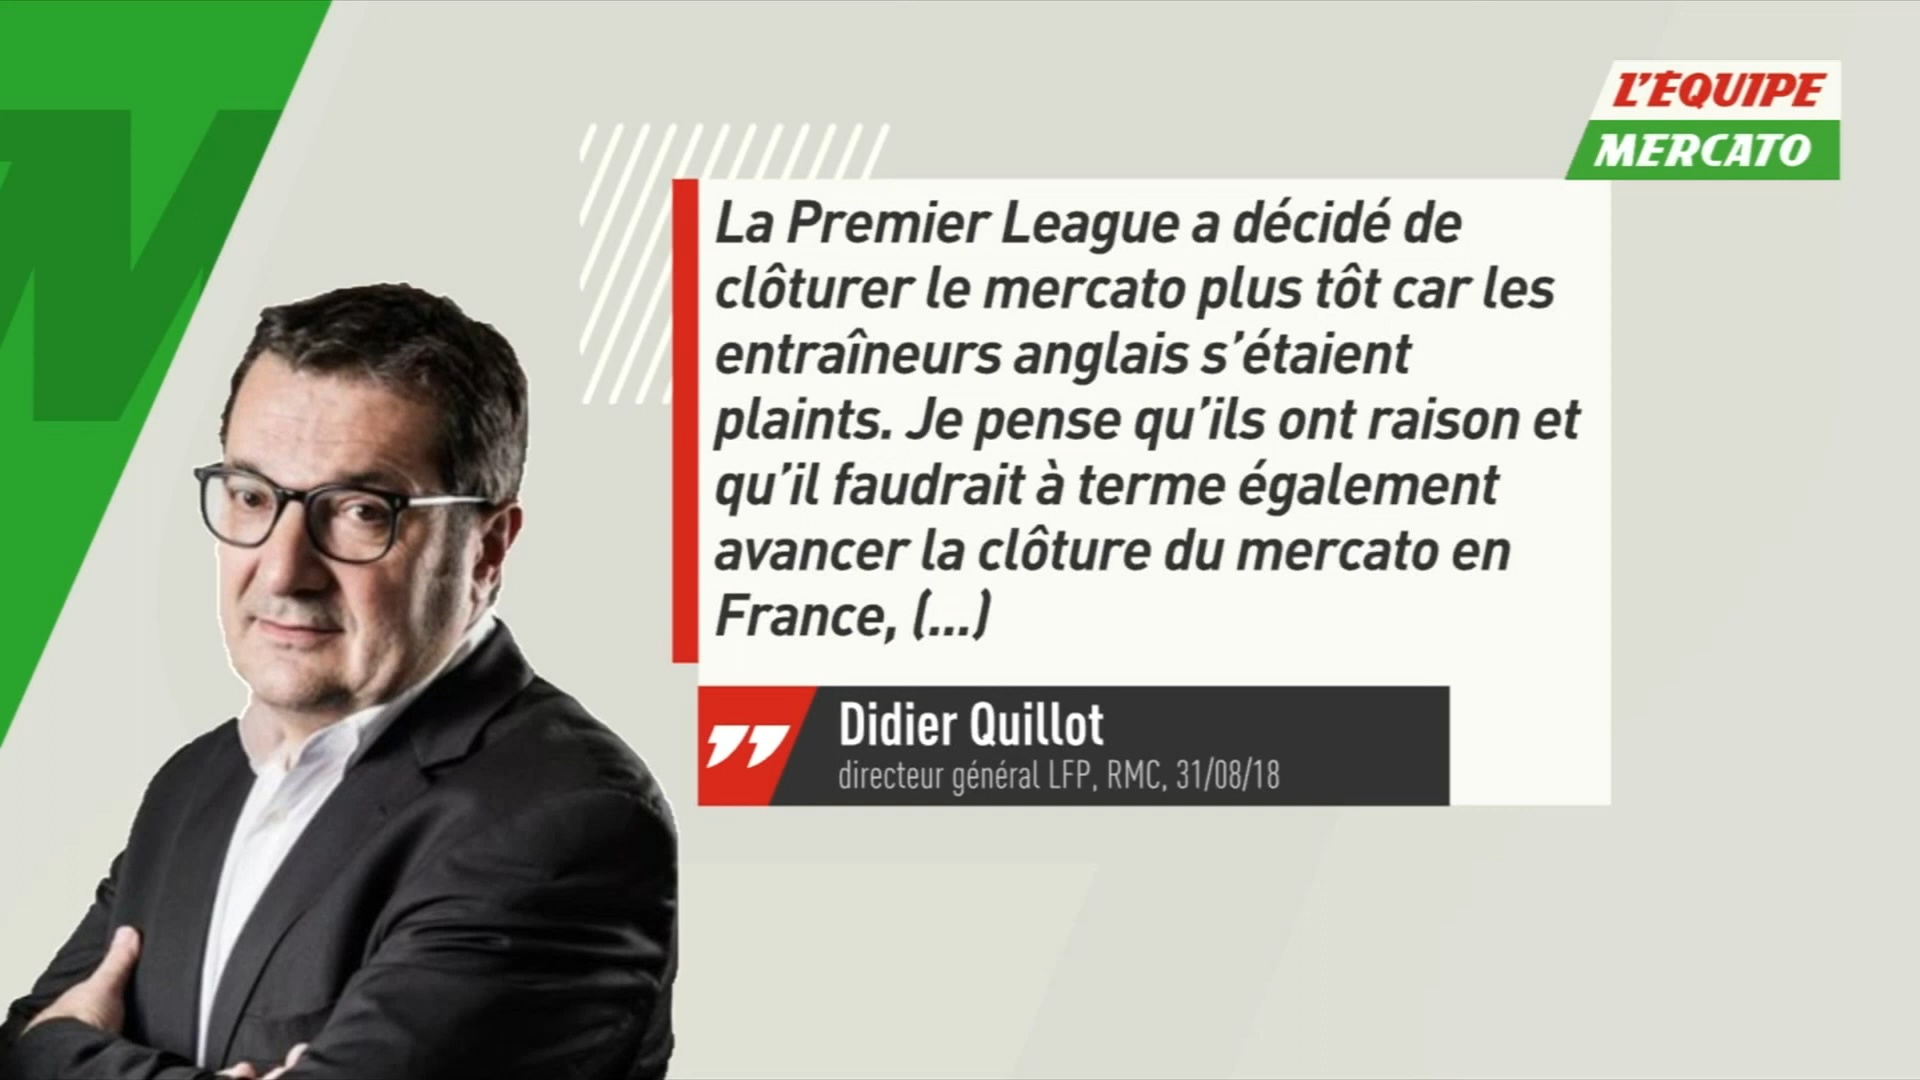 L'ÉQUIPE
MERCATO
La Premier League a décidé de
clôturer le mercato plus tôt car les
entraîneurs anglais s’étaient
plaints. Je pense qu’ils ont raison et
qu’il faudrait à terme également
avancer la clôture du mercato en
France, (...)
Didier Quillot
directeur général LFP, RMC, 31/08/18